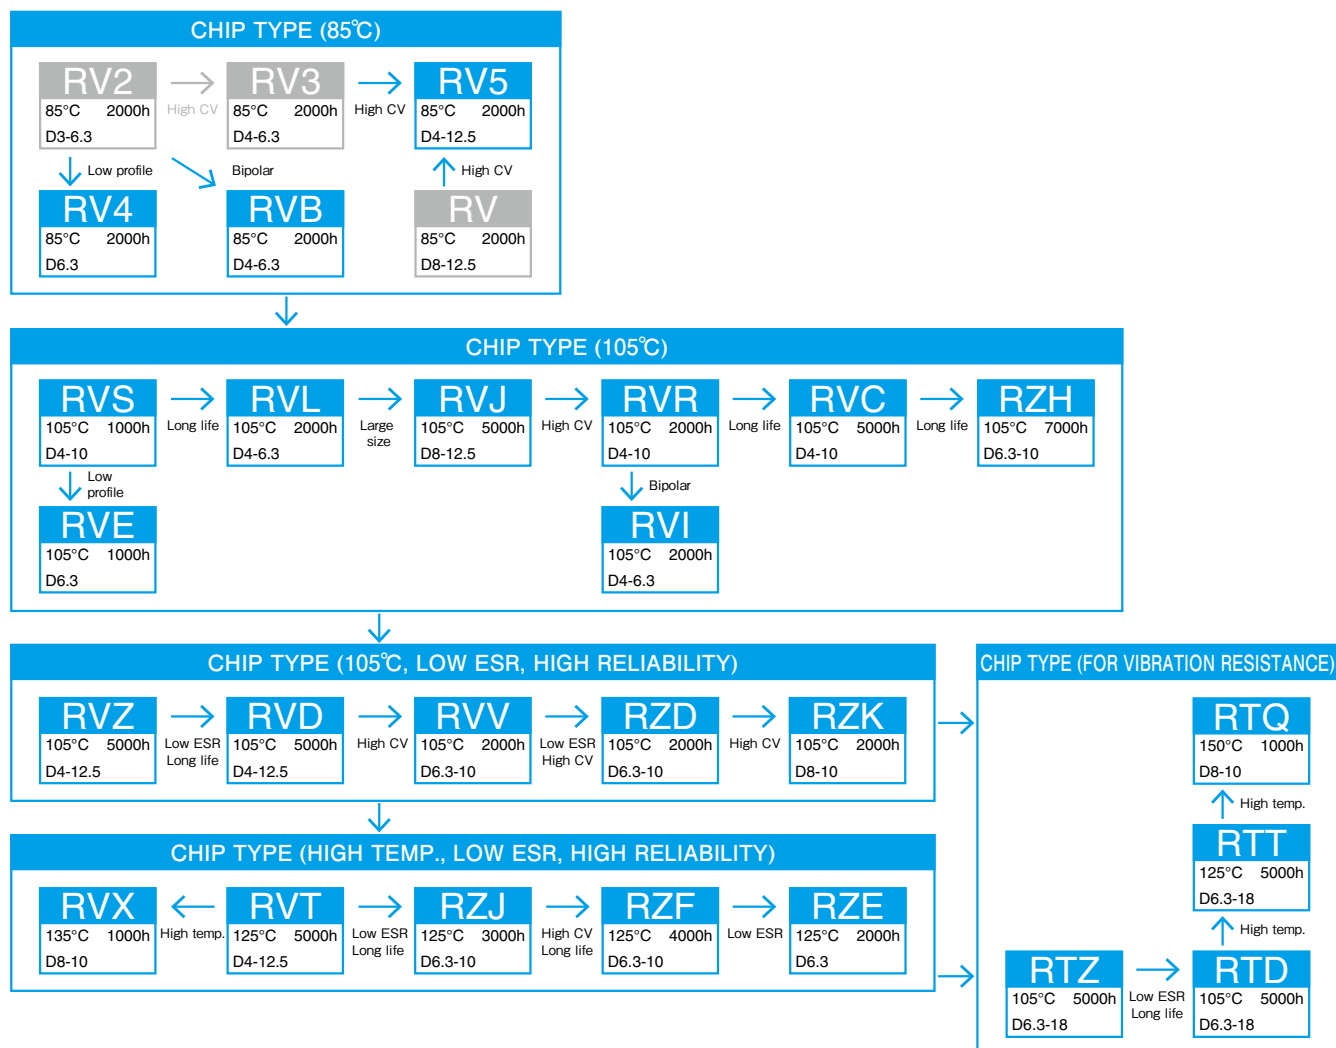 CHIP TYPE (85℃)
RV2
85°C 2000h
D3-6.3
High CV
RV3
85°C 2000h
D4-6.3
High CV
RV5
85°C 2000h
D4-12.5
Low profile
Bipolar
High CV
RV4
85°C 2000h
D6.3
RVB
85°C 2000h
D4-6.3
RV
85°C 2000h
D8-12.5
CHIP TYPE (105℃)
RVS
105°C 1000h
D4-10
Long life
RVL
105°C 2000h
D4-6.3
Large
size
RVJ
105°C 5000h
D8-12.5
High CV
RVR
105°C 2000h
D4-10
Long life
RVC
105°C 5000h
D4-10
Long life
RZH
105°C 7000h
D6.3-10
Low
profile
Bipolar
RVE
105°C 1000h
D6.3
RVI
105°C 2000h
D4-6.3
CHIP TYPE (105℃, LOW ESR, HIGH RELIABILITY)
RVZ
105°C 5000h
D4-12.5
Low ESR
Long life
RVD
105°C 5000h
D4-12.5
High CV
RVV
105°C 2000h
D6.3-10
Low ESR
High CV
RZD
105°C 2000h
D6.3-10
High CV
RZK
105°C 2000h
D8-10
CHIP TYPE (HIGH TEMP., LOW ESR, HIGH RELIABILITY)
RVX
135°C 1000h
D8-10
High temp.
RVT
125°C 5000h
D4-12.5
Low ESR
Long life
RZJ
125°C 3000h
D6.3-10
High CV
Long life
RZF
125°C 4000h
D6.3-10
Low ESR
RZE
125°C 2000h
D6.3
CHIP TYPE (FOR VIBRATION RESISTANCE)
RTQ
150°C 1000h
D8-10
High temp.
RTT
125°C 5000h
D6.3-18
High temp.
RTZ
105°C 5000h
D6.3-18
Low ESR
Long life
RTD
105°C 5000h
D6.3-18